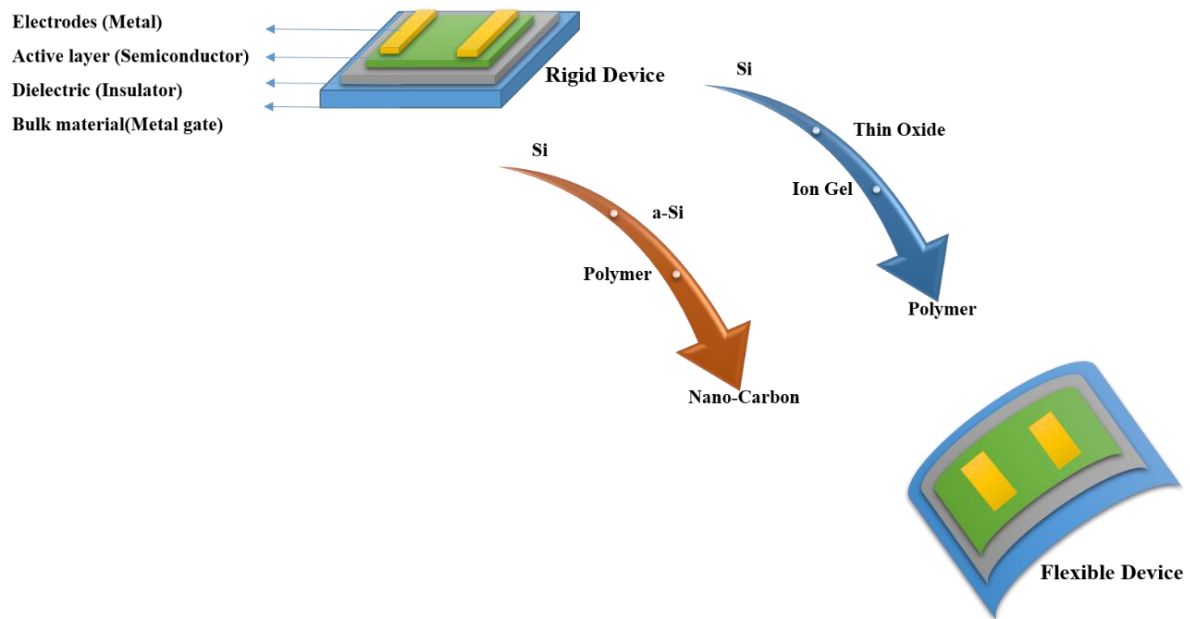 Electrodes (Metal)
Active layer (Semiconductor)
Dielectric (Insulator)
Bulk material(Metal gate)
Rigid Device
Si
Thin Oxide
Ion Gel
Polymer
Si
a-Si
Polymer
Nano-Carbon
Flexible Device